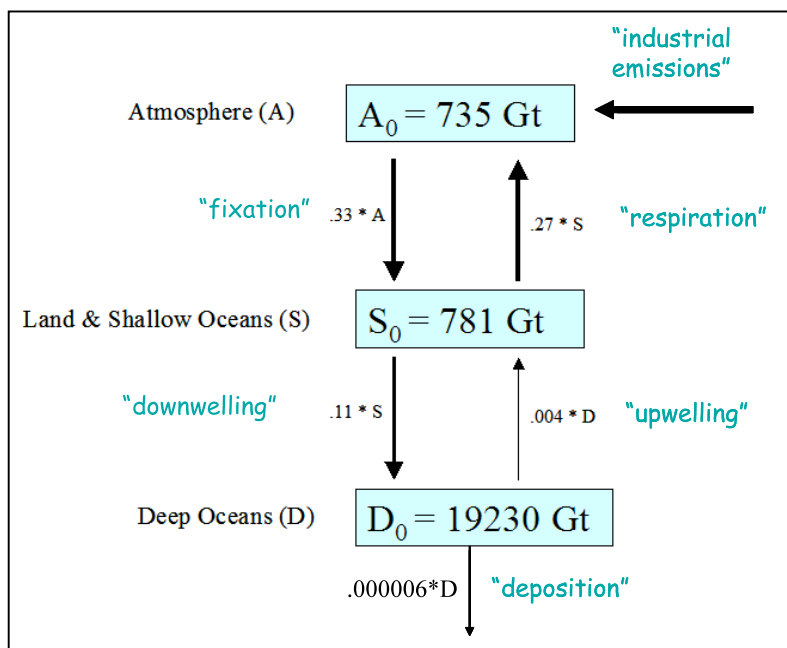 “industrial
emissions”
Atmosphere (A)
A₀ = 735 Gt
“fixation”
.33 * A
.27 * S
“respiration”
Land & Shallow Oceans (S)
S₀ = 781 Gt
“downwelling”
.11 * S
.004 * D
“upwelling”
Deep Oceans (D)
D₀ = 19230 Gt
.000006*D
“deposition”